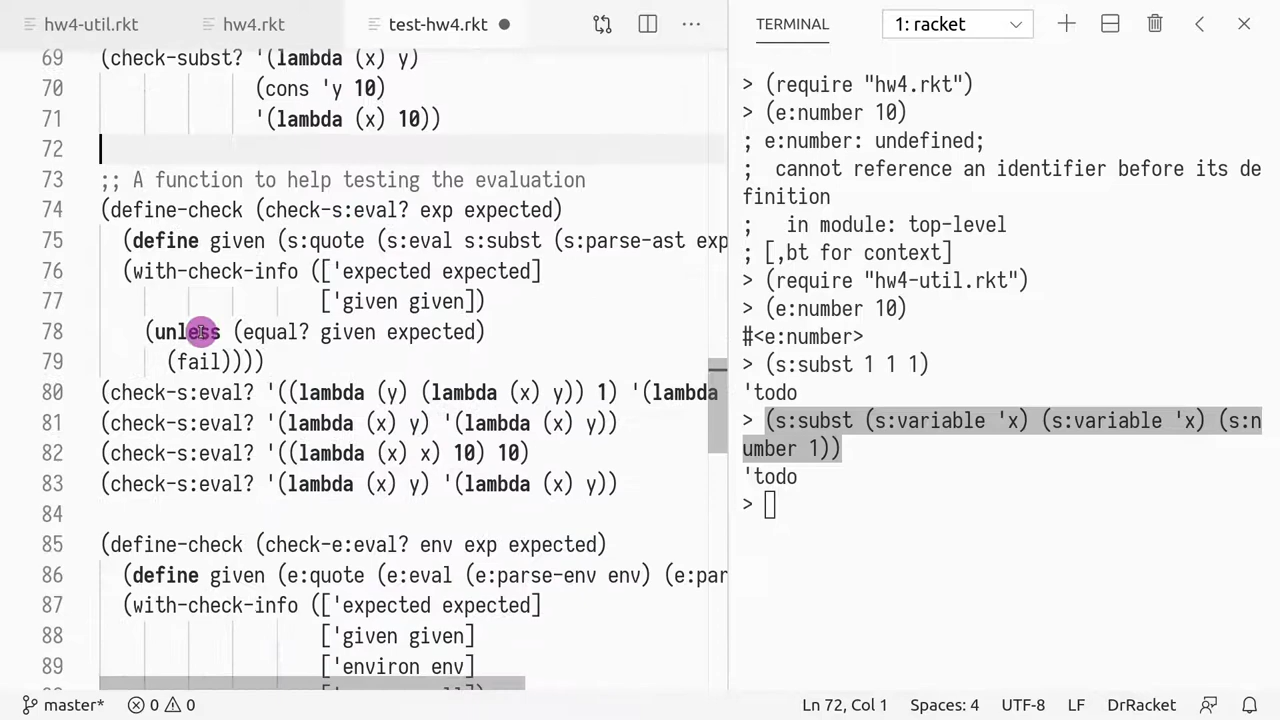 hw4-util.rkt hw4.rkt test-hw4.rkt
69 (check-subst? '(lambda (x) y)
70 (cons 'y 10)
71 '(lambda (x) 10))
72
73 ;; A function to help testing the evaluation
74 (define-check (check-s:eval? exp expected)
75 (define given (s:quote (s:eval s:subst (s:parse-ast exp
76 (with-check-info (['expected expected]
77 ['given given])
78 (unless (equal? given expected)
79 (fail))))
80 (check-s:eval? '((lambda (y) (lambda (x) y)) 1) '(lambda
81 (check-s:eval? '(lambda (x) y) '(lambda (x) y))
82 (check-s:eval? '((lambda (x) x) 10) 10)
83 (check-s:eval? '(lambda (x) y) '(lambda (x) y))
84
85 (define-check (check-e:eval? env exp expected)
86 (define given (e:quote (e:eval (e:parse-env env) (e:par
87 (with-check-info (['expected expected]
88 ['given given]
89 ['environ env]
TERMINAL 1: racket
> (require "hw4.rkt")
> (e:number 10)
; e:number: undefined;
;  cannot reference an identifier before its de
finition
;   in module: top-level
; [,bt for context]
> (require "hw4-util.rkt")
> (e:number 10)
#<e:number>
> (s:subst 1 1 1)
'todo
> (s:subst (s:variable 'x) (s:variable 'x) (s:n
umber 1))
'todo
>
master* 0 0 Ln 72, Col 1 Spaces: 4 UTF-8 LF DrRacket